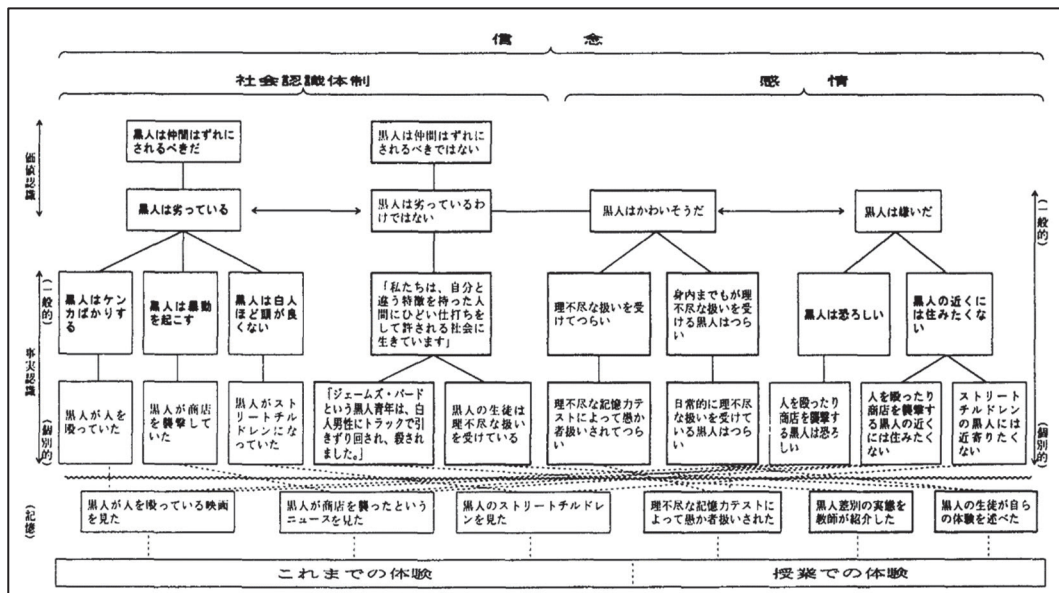 信念
社会認識体制
感情
価値認識
黒人は仲間はずれに
されるべきだ
黒人は仲間はずれに
されるべきではない
黒人は劣っている
黒人は劣っているわ
けではない
黒人はかわいそうだ
黒人は嫌いだ
(一般的)
事実認識
(一般的)
黒人はケン
カばかりす
る
黒人は暴動
を起こす
黒人は白人
ほど頭が良
くない
「私たちは、自分と
違う特徴を持った人
間にひどい仕打ちを
して許される社会に
生きています」
理不尽な扱いを受
けてつらい
身内までもが理
不尽な扱いを受
ける黒人はつら
い
黒人は恐ろしい
黒人の近くに
は住みたくな
い
(個別的)
黒人が人を
殴っていた
黒人が商店
を襲撃して
いた
黒人がスト
リートチル
ドレンにな
っていた
「ジェームズ・バード
という黒人青年は、白
人男性にトラックで引
きずり回され、殺され
ました。」
黒人の生徒は
理不尽な扱い
を受けている
理不尽な記憶力テ
ストによって愚か
者扱いされてつら
い
日常的に理不尽
な扱いを受けて
いる黒人はつら
い
人を殴ったり
商店を襲撃す
る黒人は恐ろ
しい
人を殴ったり
商店を襲撃す
る黒人の近く
には住みたく
ない
ストリート
チルドレン
の黒人には
近寄りたく
ない
(個別的)
(記憶)
黒人が人を殴っている映画
を見た
黒人が商店を襲ったという
ニュースを見た
黒人のストリートチルドレ
ンを見た
理不尽な記憶力テストに
よって愚か者扱いされた
黒人差別の実態を
教師が紹介した
黒人の生徒が自ら
の体験を述べた
これまでの体験
授業での体験